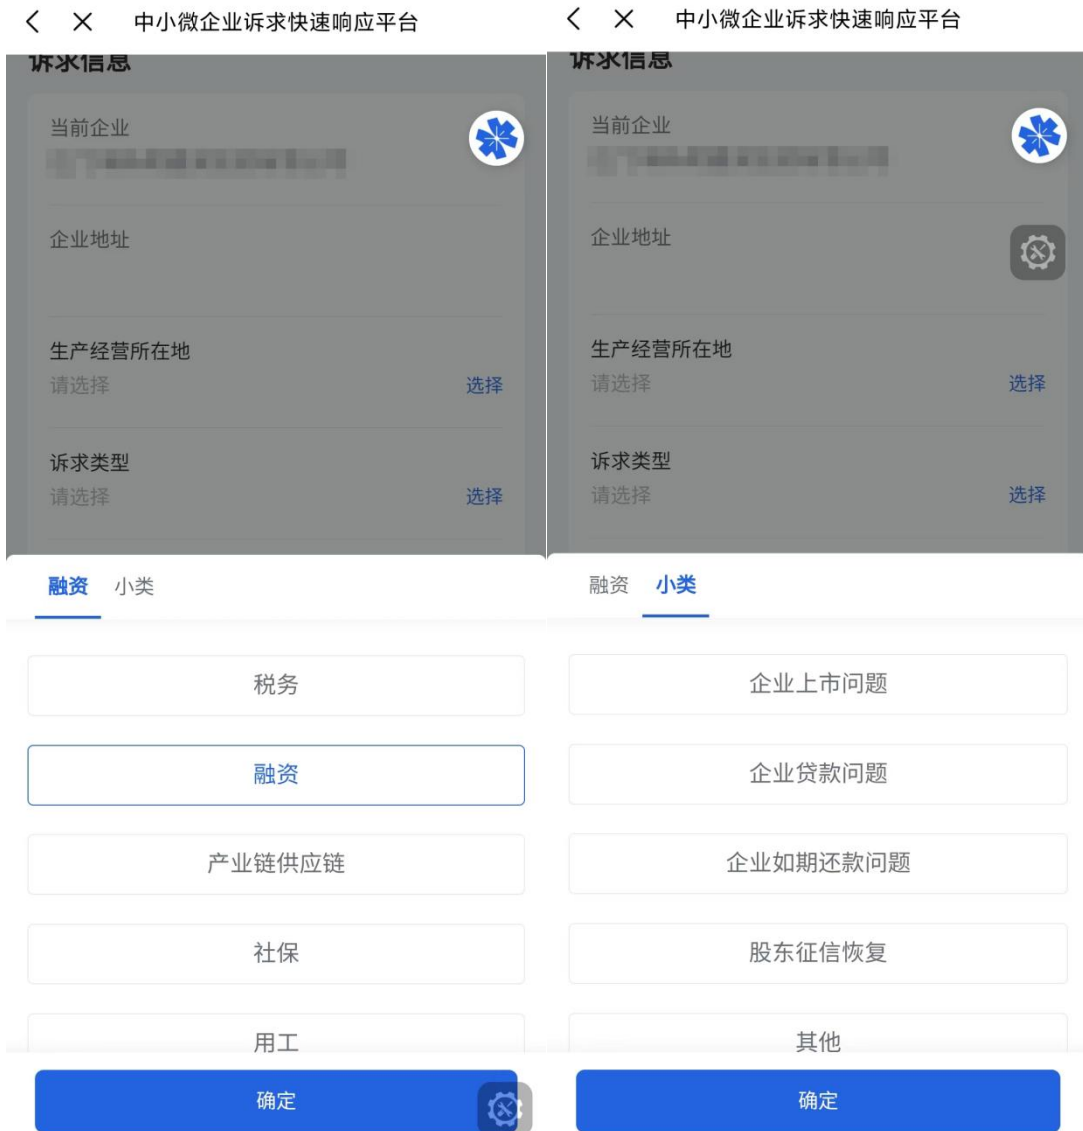 中小微企业诉求快速响应平台
诉求信息
当前企业
企业地址
生产经营所在地
请选择
选择
诉求类型
请选择
选择
融资 小类
税务
融资
产业链供应链
社保
用工
确定
中小微企业诉求快速响应平台
诉求信息
当前企业
企业地址
生产经营所在地
请选择
选择
诉求类型
请选择
选择
融资 小类
企业上市问题
企业贷款问题
企业如期还款问题
股东征信恢复
其他
确定